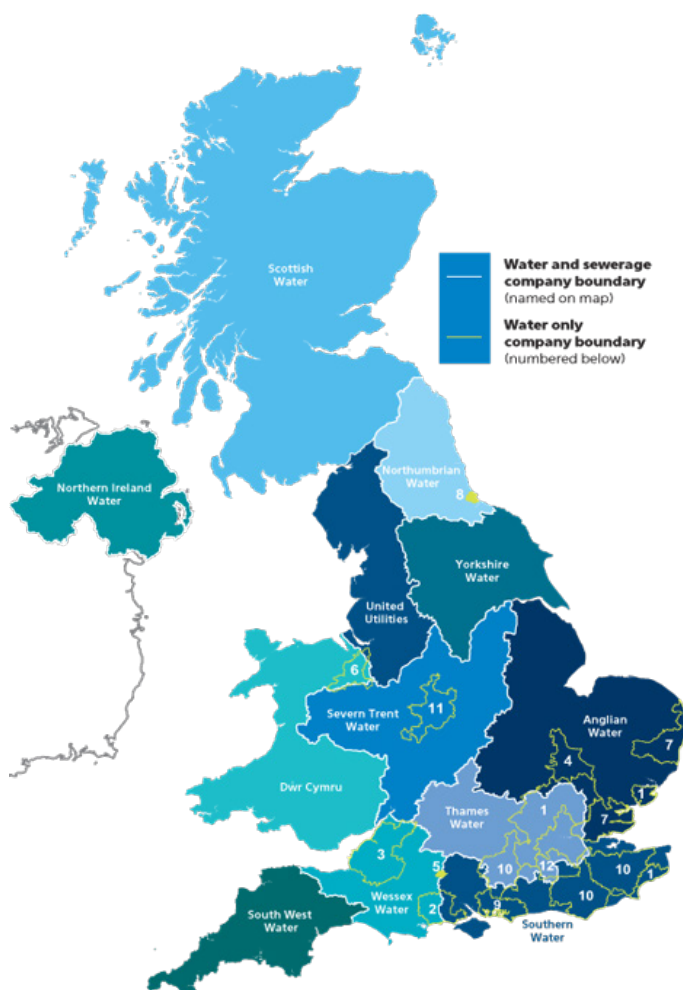 Scottish
Water
Water and sewerage
company boundary
(named on map)
Water only
company boundary
(numbered below)
Northumbrian
Water
8
Northern Ireland
Water
Yorkshire
Water
United
Utilities
6
11
Severn Trent
Water
Anglian
Water
7
4
Dŵr Cymru
1
Thames
Water
1
7
3
5
10
12
10
1
Wessex
Water
2
9
10
South West
Water
Southern
Water